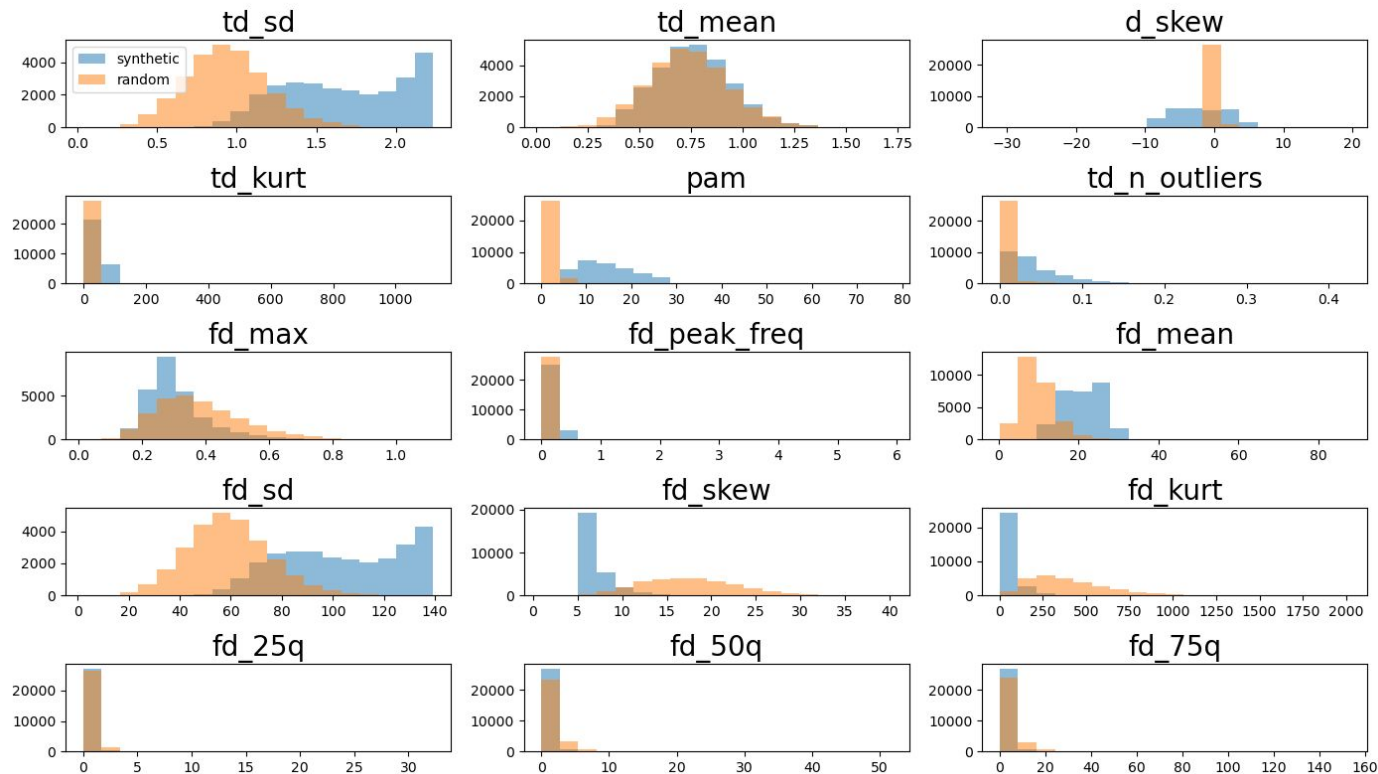 td_sd td_mean d_skew
synthetic
random
4000
2000
0
0.0 0.5 1.0 1.5 2.0
4000
2000
0
0.00 0.25 0.50 0.75 1.00 1.25 1.50 1.75
20000
10000
0
−30 −20 −10 0 10 20
td_kurt pam td_n_outliers
20000
10000
0
0 200 400 600 800 1000
20000
10000
0
0 10 20 30 40 50 60 70 80
20000
10000
0
0.0 0.1 0.2 0.3 0.4
fd_max fd_peak_freq fd_mean
5000
0
0.0 0.2 0.4 0.6 0.8 1.0
20000
10000
0
0 1 2 3 4 5 6
10000
5000
0
0 20 40 60 80
fd_sd fd_skew fd_kurt
4000
2000
0
0 20 40 60 80 100 120 140
20000
10000
0
0 5 10 15 20 25 30 35 40
20000
10000
0
0 250 500 750 1000 1250 1500 1750 2000
fd_25q fd_50q fd_75q
20000
10000
0
0 5 10 15 20 25 30
20000
10000
0
0 10 20 30 40 50
20000
10000
0
0 20 40 60 80 100 120 140 160